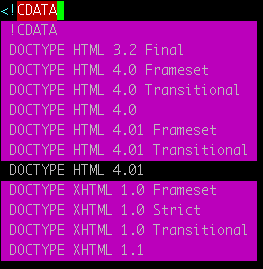 <!CDATA
!CDATA
DOCTYPE HTML 3.2 Final
DOCTYPE HTML 4.0 Frameset
DOCTYPE HTML 4.0 Transitional
DOCTYPE HTML 4.0
DOCTYPE HTML 4.01 Frameset
DOCTYPE HTML 4.01 Transitional
DOCTYPE HTML 4.01
DOCTYPE XHTML 1.0 Frameset
DOCTYPE XHTML 1.0 Strict
DOCTYPE XHTML 1.0 Transitional
DOCTYPE XHTML 1.1